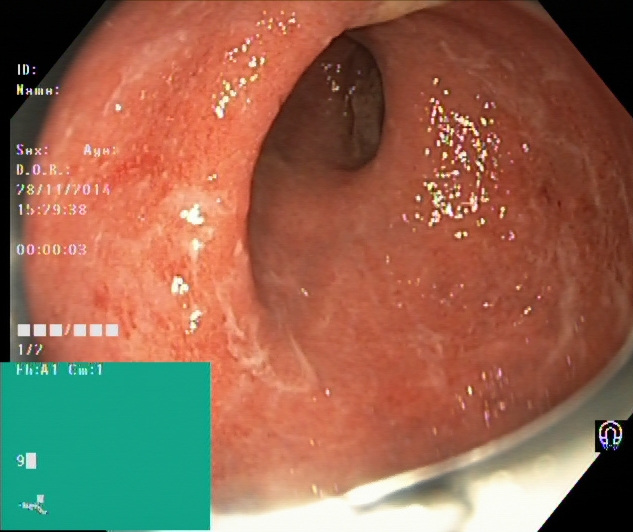 ID:
Name:
Sex: Age:
D.O.B.:
28/11/2014
15:29:38
00:00:03
■■■/■■■
1/2
Eh:A1 Cm:1
9